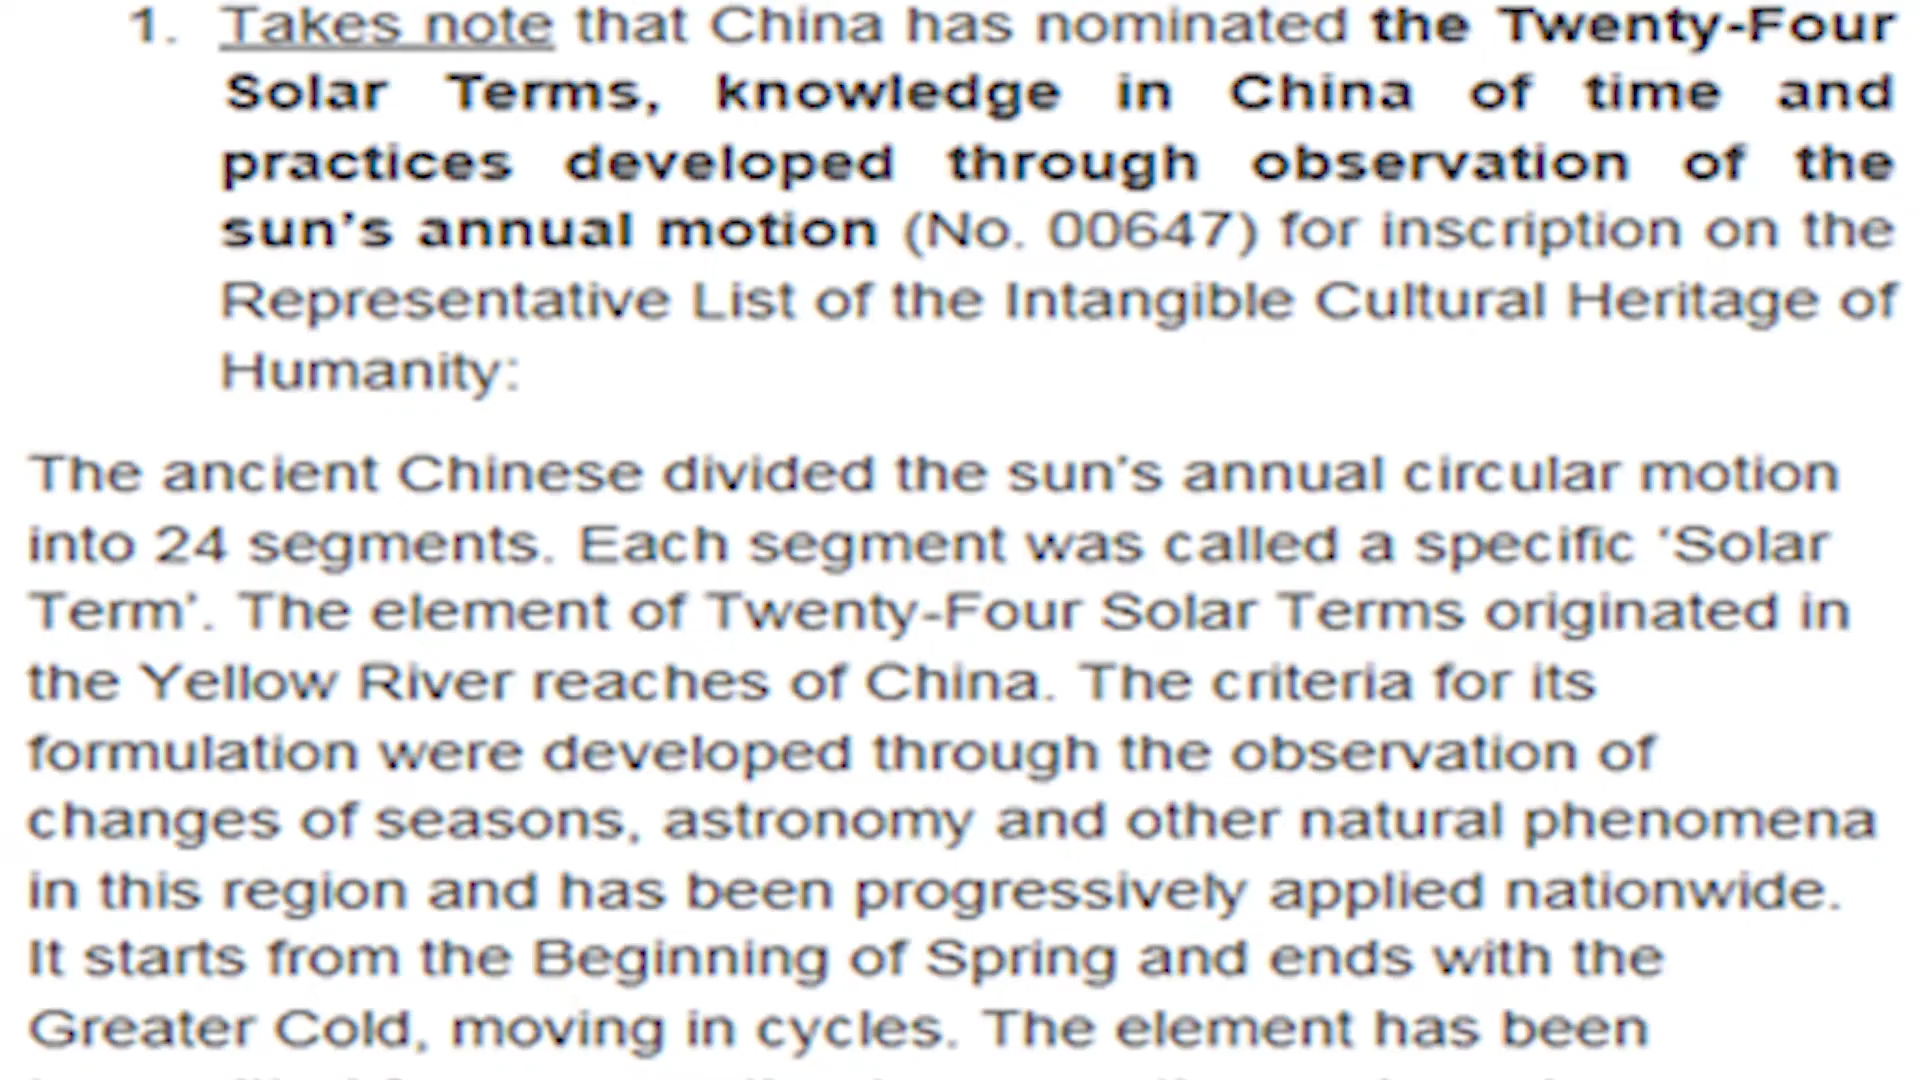 1. Takes note that China has nominated the Twenty-Four
Solar Terms, knowledge in China of time and
practices developed through observation of the
sun's annual motion (No. 00647) for inscription on the
Representative List of the Intangible Cultural Heritage of
Humanity:
The ancient Chinese divided the sun's annual circular motion
into 24 segments. Each segment was called a specific ‘Solar
Term’. The element of Twenty-Four Solar Terms originated in
the Yellow River reaches of China. The criteria for its
formulation were developed through the observation of
changes of seasons, astronomy and other natural phenomena
in this region and has been progressively applied nationwide.
It starts from the Beginning of Spring and ends with the
Greater Cold, moving in cycles. The element has been